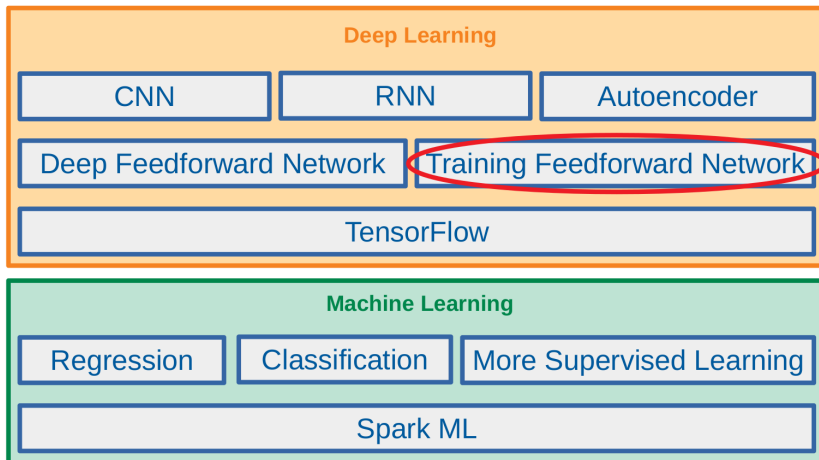 Deep Learning
CNN
RNN
Autoencoder
Deep Feedforward Network
Training Feedforward Network
TensorFlow
Machine Learning
Regression
Classification
More Supervised Learning
Spark ML